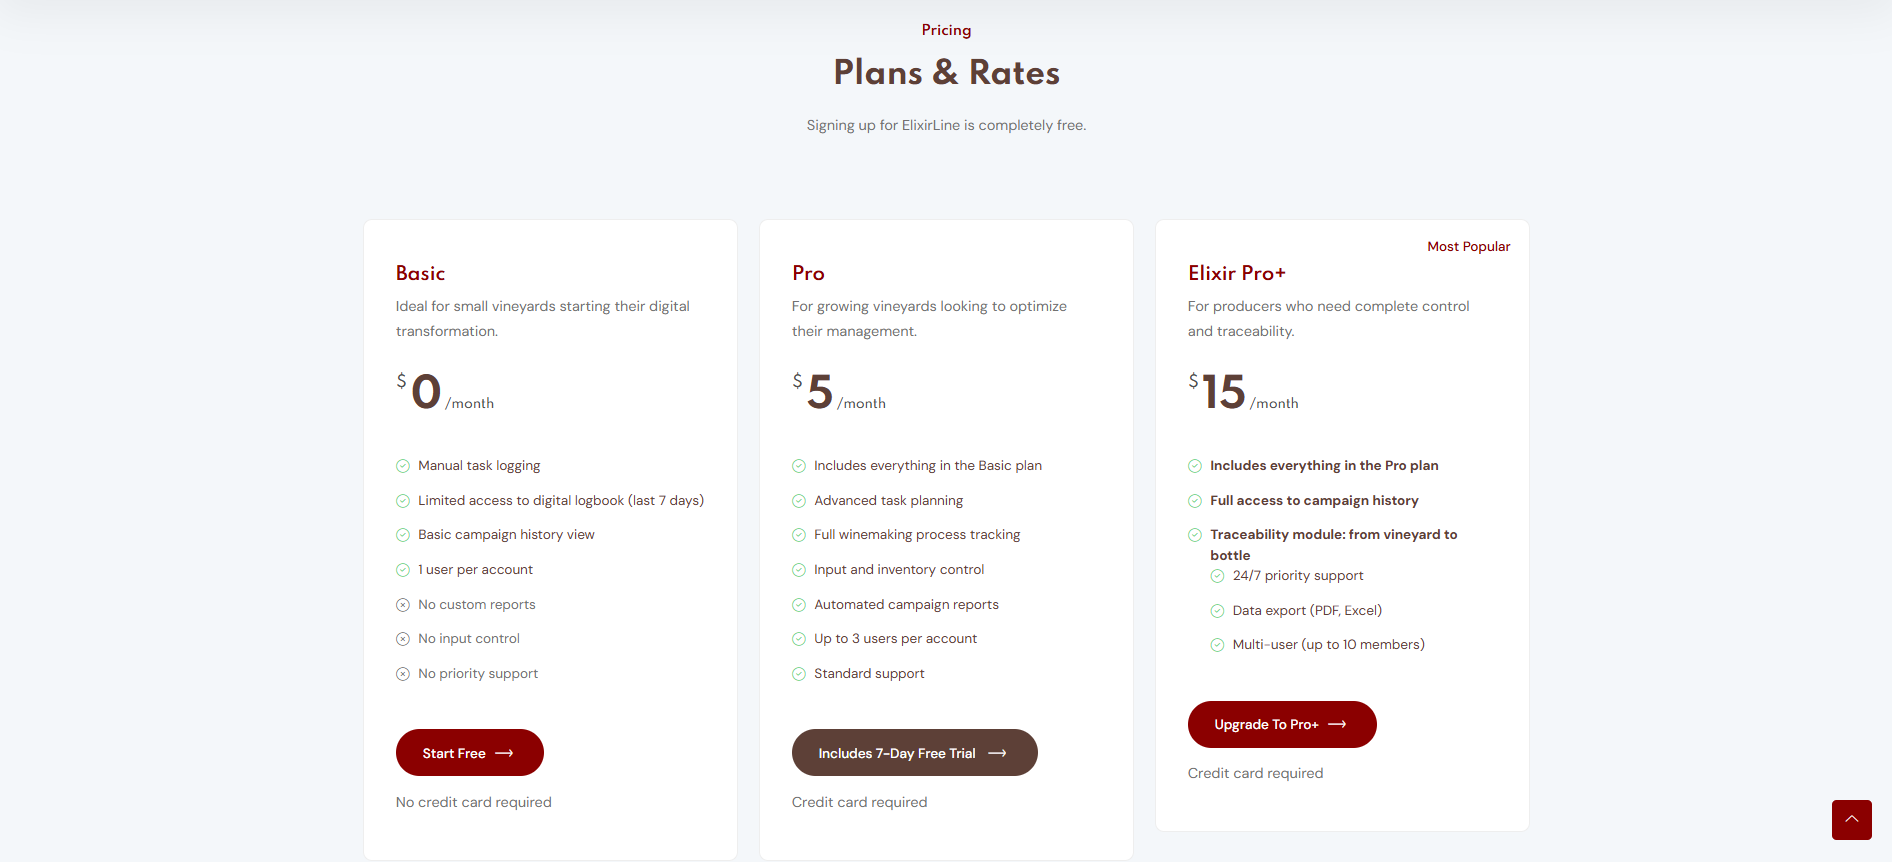 Pricing
Plans & Rates
Signing up for ElixirLine is completely free.
Basic
Ideal for small vineyards starting their digital
transformation.
$0/month
Manual task logging
Limited access to digital logbook (last 7 days)
Basic campaign history view
1 user per account
No custom reports
No input control
No priority support
Start Free
No credit card required
Pro
For growing vineyards looking to optimize
their management.
$5/month
Includes everything in the Basic plan
Advanced task planning
Full winemaking process tracking
Input and inventory control
Automated campaign reports
Up to 3 users per account
Standard support
Includes 7-Day Free Trial
Credit card required
Most Popular
Elixir Pro+
For producers who need complete control
and traceability.
$15/month
Includes everything in the Pro plan
Full access to campaign history
Traceability module: from vineyard to
bottle
24/7 priority support
Data export (PDF, Excel)
Multi-user (up to 10 members)
Upgrade To Pro+
Credit card required